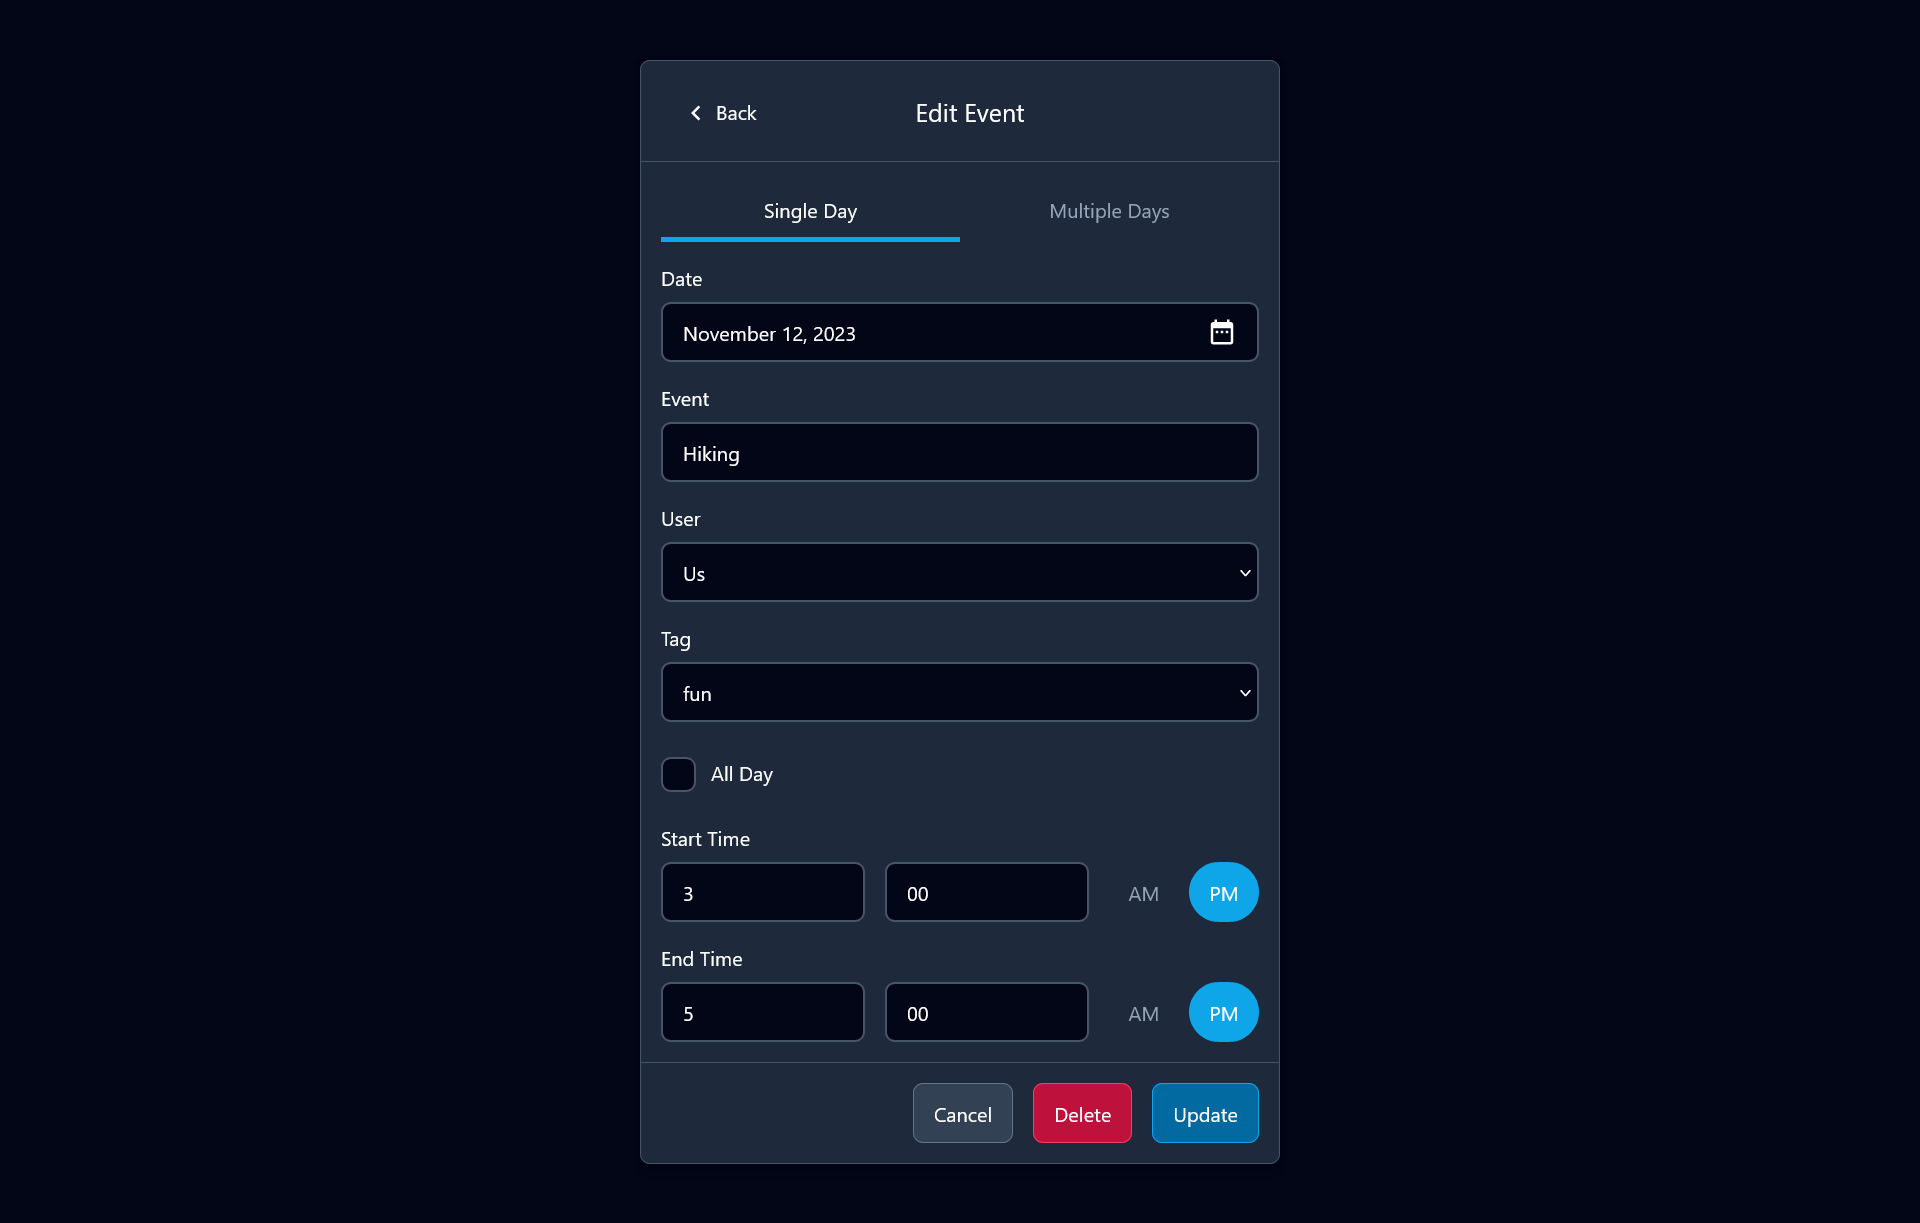 Back
Edit Event
Single Day
Multiple Days
Date
November 12, 2023
Event
Hiking
User
Us
Tag
fun
All Day
Start Time
3 00 AM PM
End Time
5 00 AM PM
Cancel Delete Update